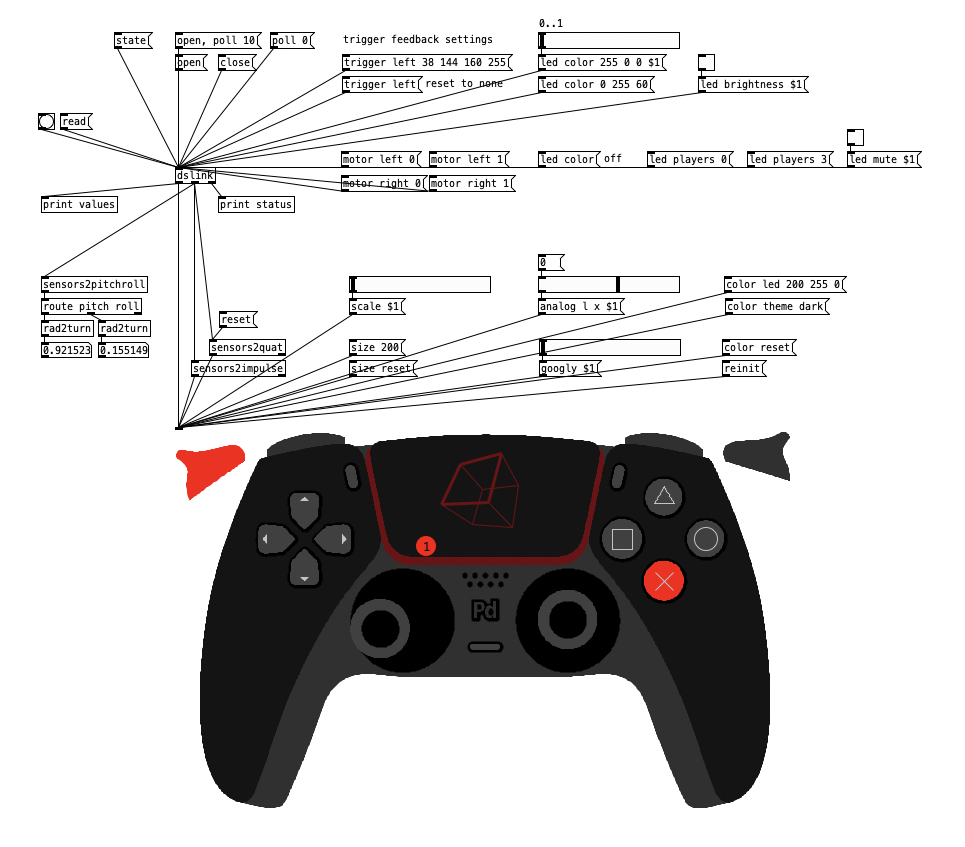 0..1
state
open, poll 10
poll 0
trigger feedback settings
open
close
trigger left 38 144 160 255
led color 255 0 0 $1
trigger left
reset to none
led color 0 255 60
led brightness $1
read
motor left 0
motor left 1
led color
off
led players 0
led players 3
led mute $1
dslink
motor right 0
motor right 1
print values
print status
0
sensors2pitchroll
color led 200 255 0
route pitch roll
scale $1
analog l x $1
color theme dark
reset
rad2turn
rad2turn
0.921523
0.155149
sensors2quat
size 200
color reset
sensors2impulse
size reset
googly $1
reinit
1
Pd